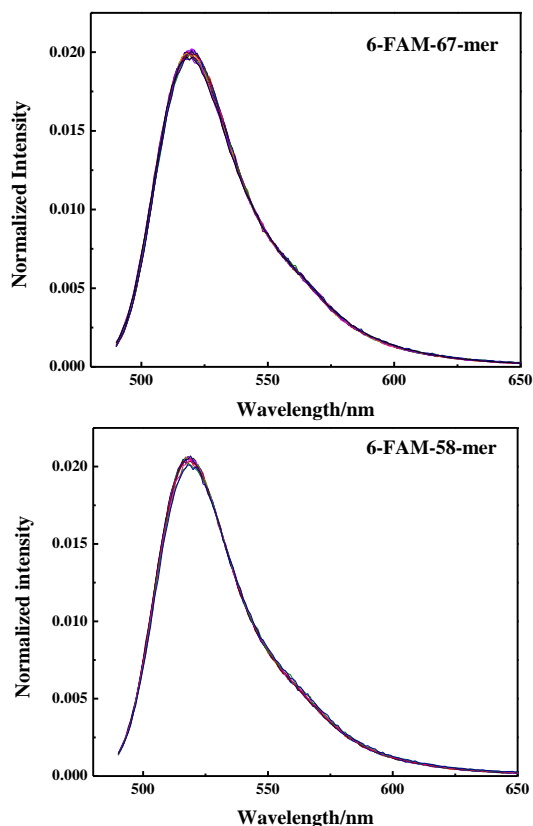 6-FAM-67-mer
Normalized Intensity
0.020
0.015
0.010
0.005
0.000
500 550 600 650
Wavelength/nm
6-FAM-58-mer
Normalized intensity
0.020
0.015
0.010
0.005
0.000
500 550 600 650
Wavelength/nm